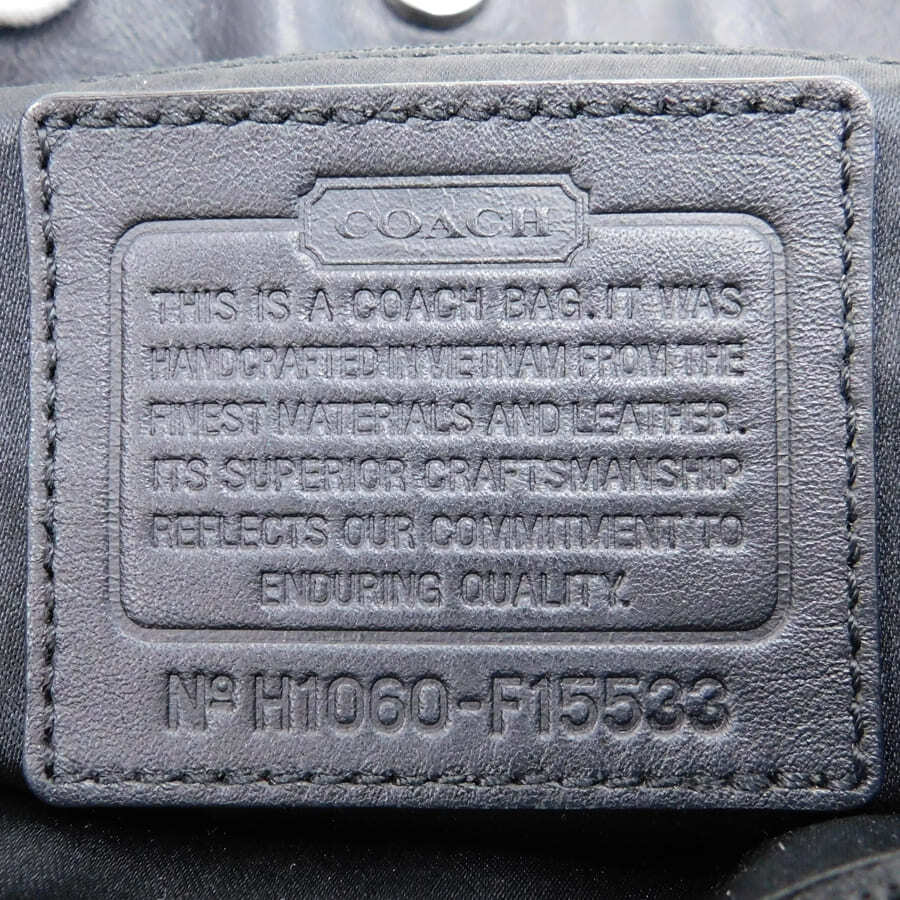 COACH
THIS IS A COACH BAG. IT WAS
HANDCRAFTED IN VIETNAM FROM THE
FINEST MATERIALS AND LEATHER.
ITS SUPERIOR CRAFTSMANSHIP
REFLECTS OUR COMMITMENT TO
ENDURING QUALITY.
Nº H1060-F15533